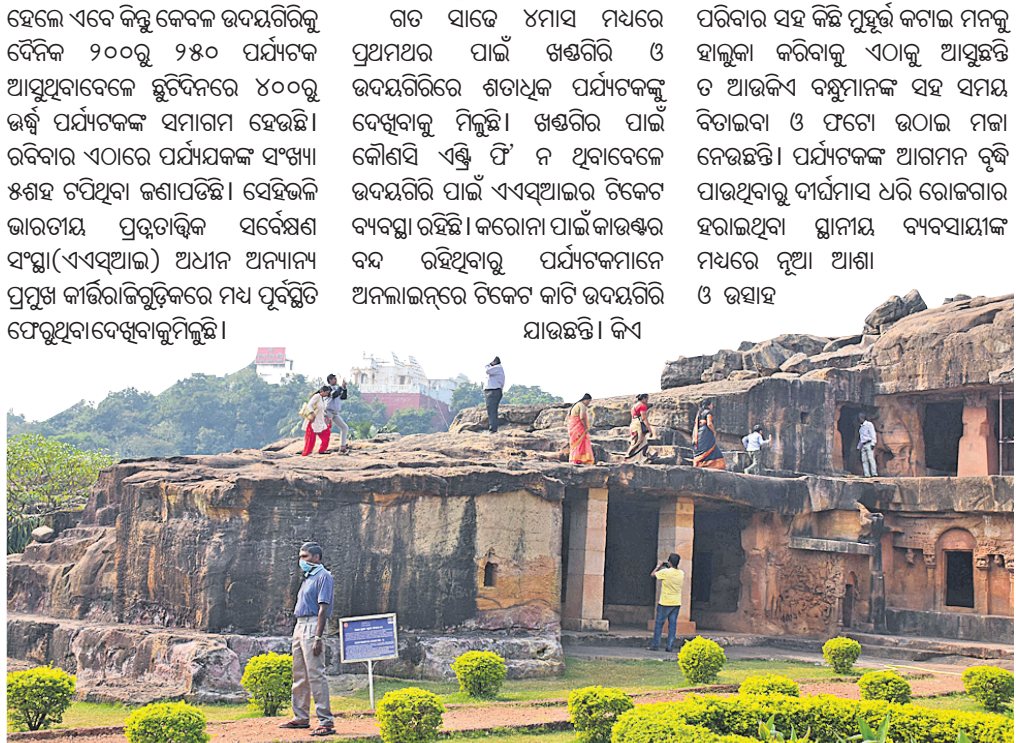 ହେଲେ ଏବେ କିନ୍ତୁ କେବଳ ଉଦୟଗିରିକୁ
ଦୈନିକ ୨୦୦ରୁ ୨୫୦ ପର୍ଯ୍ୟଟକ
ଆସୁଥିବାବେଳେ ଛୁଟିଦିନରେ ୪୦୦ରୁ
ଊର୍ଦ୍ଧ୍ୱ ପର୍ଯ୍ୟଟକଙ୍କ ସମାଗମ ହେଉଛି।
ରବିବାର ଏଠାରେ ପର୍ଯ୍ୟଯକଙ୍କ ସଂଖ୍ୟା
୫ଶହ ଟପିଥିବା ଜଣାପଡିଛି। ସେହିଭଳି
ଭାରତୀୟ ପ୍ରତ୍ନତାତ୍ତ୍ୱିକ ସର୍ବେକ୍ଷଣ
ସଂସ୍ଥା(ଏଏସ୍ଆଇ) ଅଧୀନ ଅନ୍ୟାନ୍ୟ
ପ୍ରମୁଖ କୀର୍ତ୍ତିରାଜିଗୁଡ଼ିକରେ ମଧ୍ୟ ପୂର୍ବସ୍ଥିତି
ଫେରୁଥିବା ଦେଖିବାକୁମିଳୁଛି।
ଗତ ସାଢେ ୪ମାସ ମଧ୍ୟରେ
ପ୍ରଥମଥର ପାଇଁ ଖଣ୍ଡଗିରି ଓ
ଉଦୟଗିରିରେ ଶତାଧିକ ପର୍ଯ୍ୟଟକଙ୍କୁ
ଦେଖିବାକୁ ମିଳୁଛି। ଖଣ୍ଡଗିର ପାଇଁ
କୌଣସି ଏଣ୍ଟ୍ରି ଫି’ ନ ଥିବାବେଳେ
ଉଦୟଗିରି ପାଇଁ ଏଏସ୍ଆଇର ଟିକେଟ
ବ୍ୟବସ୍ଥା ରହିଛି। କରୋନା ପାଇଁ କାଉଣ୍ଟର
ବନ୍ଦ ରହିଥିବାରୁ ପର୍ଯ୍ୟଟକମାନେ
ଅନଲାଇନ୍‌ରେ ଟିକେଟ କାଟି ଉଦୟଗିରି
ଯାଉଛନ୍ତି। କିଏ
ପରିବାର ସହ କିଛି ମୁହୂର୍ତ୍ତ କଟାଇ ମନକୁ
ହାଲୁକା କରିବାକୁ ଏଠାକୁ ଆସୁଛନ୍ତି
ତ ଆଉକିଏ ବନ୍ଧୁମାନଙ୍କ ସହ ସମୟ
ବିତାଇବା ଓ ଫଟୋ ଉଠାଇ ମଜା
ନେଉଛନ୍ତି। ପର୍ଯ୍ୟଟକଙ୍କ ଆଗମନ ବୃଦ୍ଧି
ପାଉଥିବାରୁ ଦୀର୍ଘମାସ ଧରି ରୋଜଗାର
ହରାଇଥିବା ସ୍ଥାନୀୟ ବ୍ୟବସାୟୀଙ୍କ
ମଧ୍ୟରେ ନୂଆ ଆଶା
ଓ ଉତ୍ସାହ